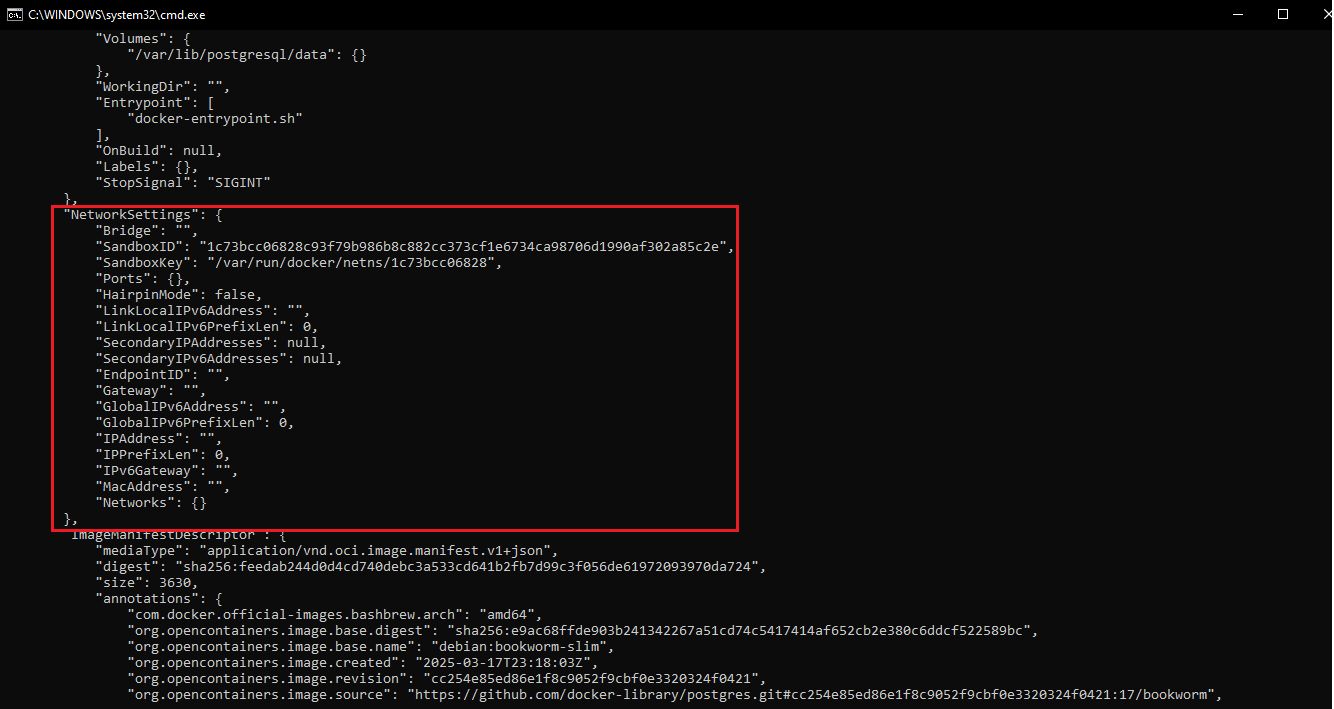 C:\WINDOWS\system32\cmd.exe
"Volumes": {
"/var/lib/postgresql/data": {}
},
"WorkingDir": "",
"Entrypoint": [
"docker-entrypoint.sh"
],
"OnBuild": null,
"Labels": {},
"StopSignal": "SIGINT"
},
"NetworkSettings": {
"Bridge": "",
"SandboxID": "1c73bcc06828c93f79b986b8c882cc373cf1e6734ca98706d1990af302a85c2e",
"SandboxKey": "/var/run/docker/netns/1c73bcc06828",
"Ports": {},
"HairpinMode": false,
"LinkLocalIPv6Address": "",
"LinkLocalIPv6PrefixLen": 0,
"SecondaryIPAddresses": null,
"SecondaryIPv6Addresses": null,
"EndpointID": "",
"Gateway": "",
"GlobalIPv6Address": "",
"GlobalIPv6PrefixLen": 0,
"IPAddress": "",
"IPPrefixLen": 0,
"IPv6Gateway": "",
"MacAddress": "",
"Networks": {}
},
"ImageManifestDescriptor": {
"mediaType": "application/vnd.oci.image.manifest.v1+json",
"digest": "sha256:feedab244d0d4cd740debc3a533cd641b2fb7d99c3f056de61972093970da724",
"size": 3630,
"annotations": {
"com.docker.official-images.bashbrew.arch": "amd64",
"org.opencontainers.image.base.digest": "sha256:e9ac68ffde903b241342267a51cd74c5417414af652cb2e380c6ddcf522589bc",
"org.opencontainers.image.base.name": "debian:bookworm-slim",
"org.opencontainers.image.created": "2025-03-17T23:18:03Z",
"org.opencontainers.image.revision": "cc254e85ed86e1f8c9052f9cbf0e3320324f0421",
"org.opencontainers.image.source": "https://github.com/docker-library/postgres.git#cc254e85ed86e1f8c9052f9cbf0e3320324f0421:17/bookworm",